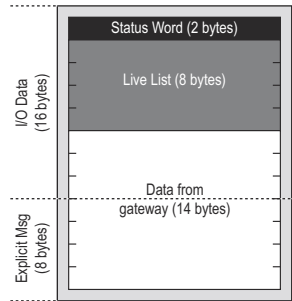 Status Word (2 bytes)
Live List (8 bytes)
I/O Data
(16 bytes)
Data from
gateway (14 bytes)
Explicit Msg
(8 bytes)